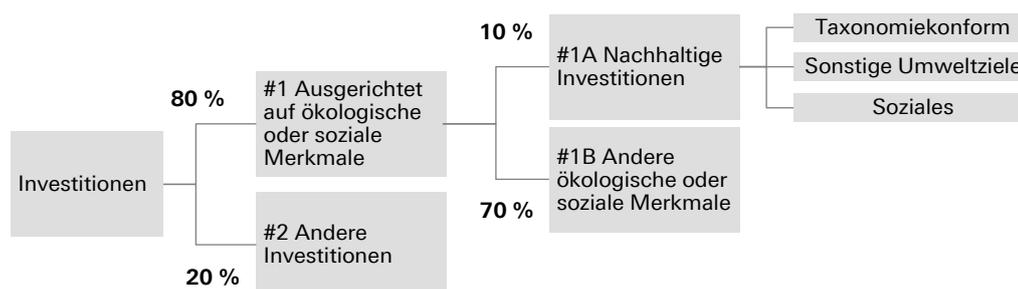 Investitionen
80 %
#1 Ausgerichtet
auf ökologische
oder soziale
Merkmale
#2 Andere
Investitionen
20 %
10 %
#1A Nachhaltige
Investitionen
#1B Andere
ökologische oder
soziale Merkmale
70 %
Taxonomiekonform
Sonstige Umweltziele
Soziales